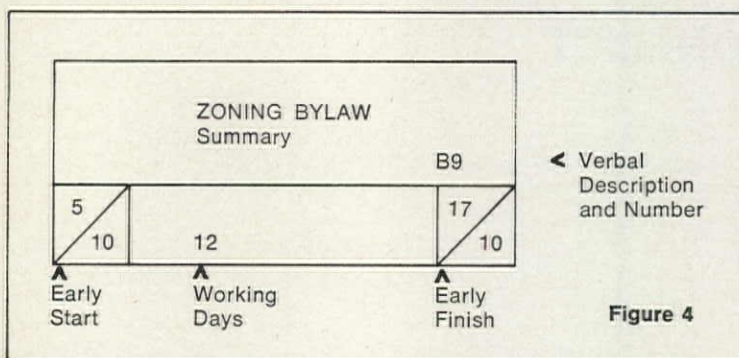 ZONING BYLAW
Summary
B9
< Verbal
Description
and Number
5
10
12
17
10
Early
Start
Working
Days
Early
Finish
Figure 4